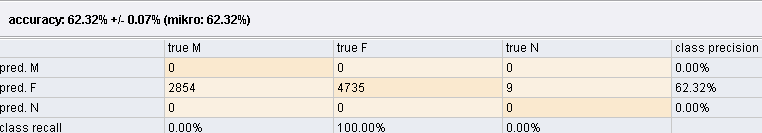 accuracy: 62.32% +/- 0.07% (mikro: 62.32%)
true M true F true N class precision
pred. M 0 0 0 0.00%
pred. F 2854 4735 9 62.32%
pred. N 0 0 0 0.00%
class recall 0.00% 100.00% 0.00%